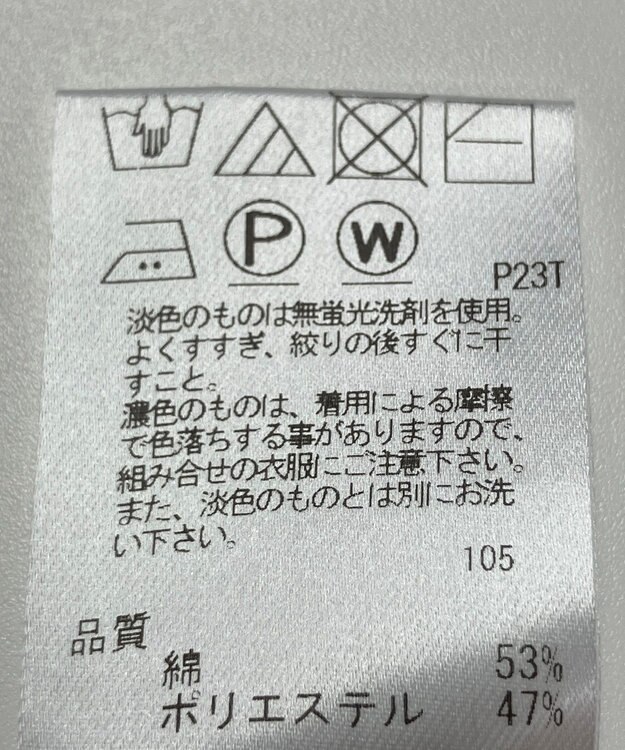 P W
P23T
淡色のものは無蛍光洗剤を使用。
よくすすぎ、絞りの後すぐに干
すこと。
濃色のものは、着用による摩擦
で色落ちする事がありますので、
組み合せの衣服にご注意下さい。
また、淡色のものとは別にお洗
い下さい。
105
品質
綿 53%
ポリエステル 47%